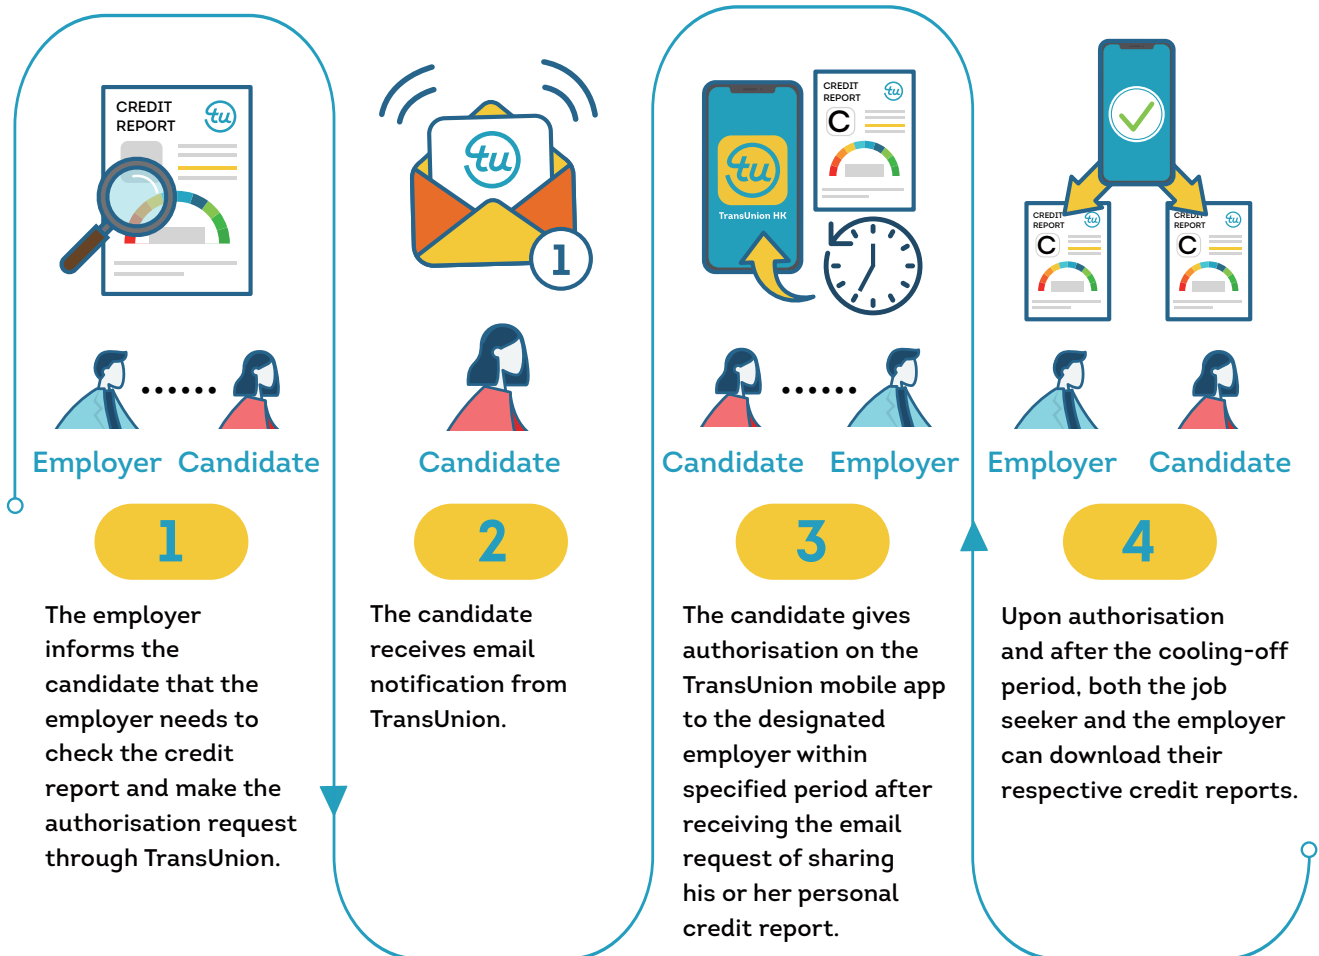 CREDIT
REPORT
tu
Employer Candidate
1
The employer
informs the
candidate that the
employer needs to
check the credit
report and make the
authorisation request
through TransUnion.
tu
1
Candidate
2
The candidate
receives email
notification from
TransUnion.
tu
TransUnion HK
CREDIT
REPORT
tu
C
Candidate Employer
3
The candidate gives
authorisation on the
TransUnion mobile app
to the designated
employer within
specified period after
receiving the email
request of sharing
his or her personal
credit report.
CREDIT
REPORT
tu
C
CREDIT
REPORT
tu
C
Employer Candidate
4
Upon authorisation
and after the cooling-off
period, both the job
seeker and the employer
can download their
respective credit reports.